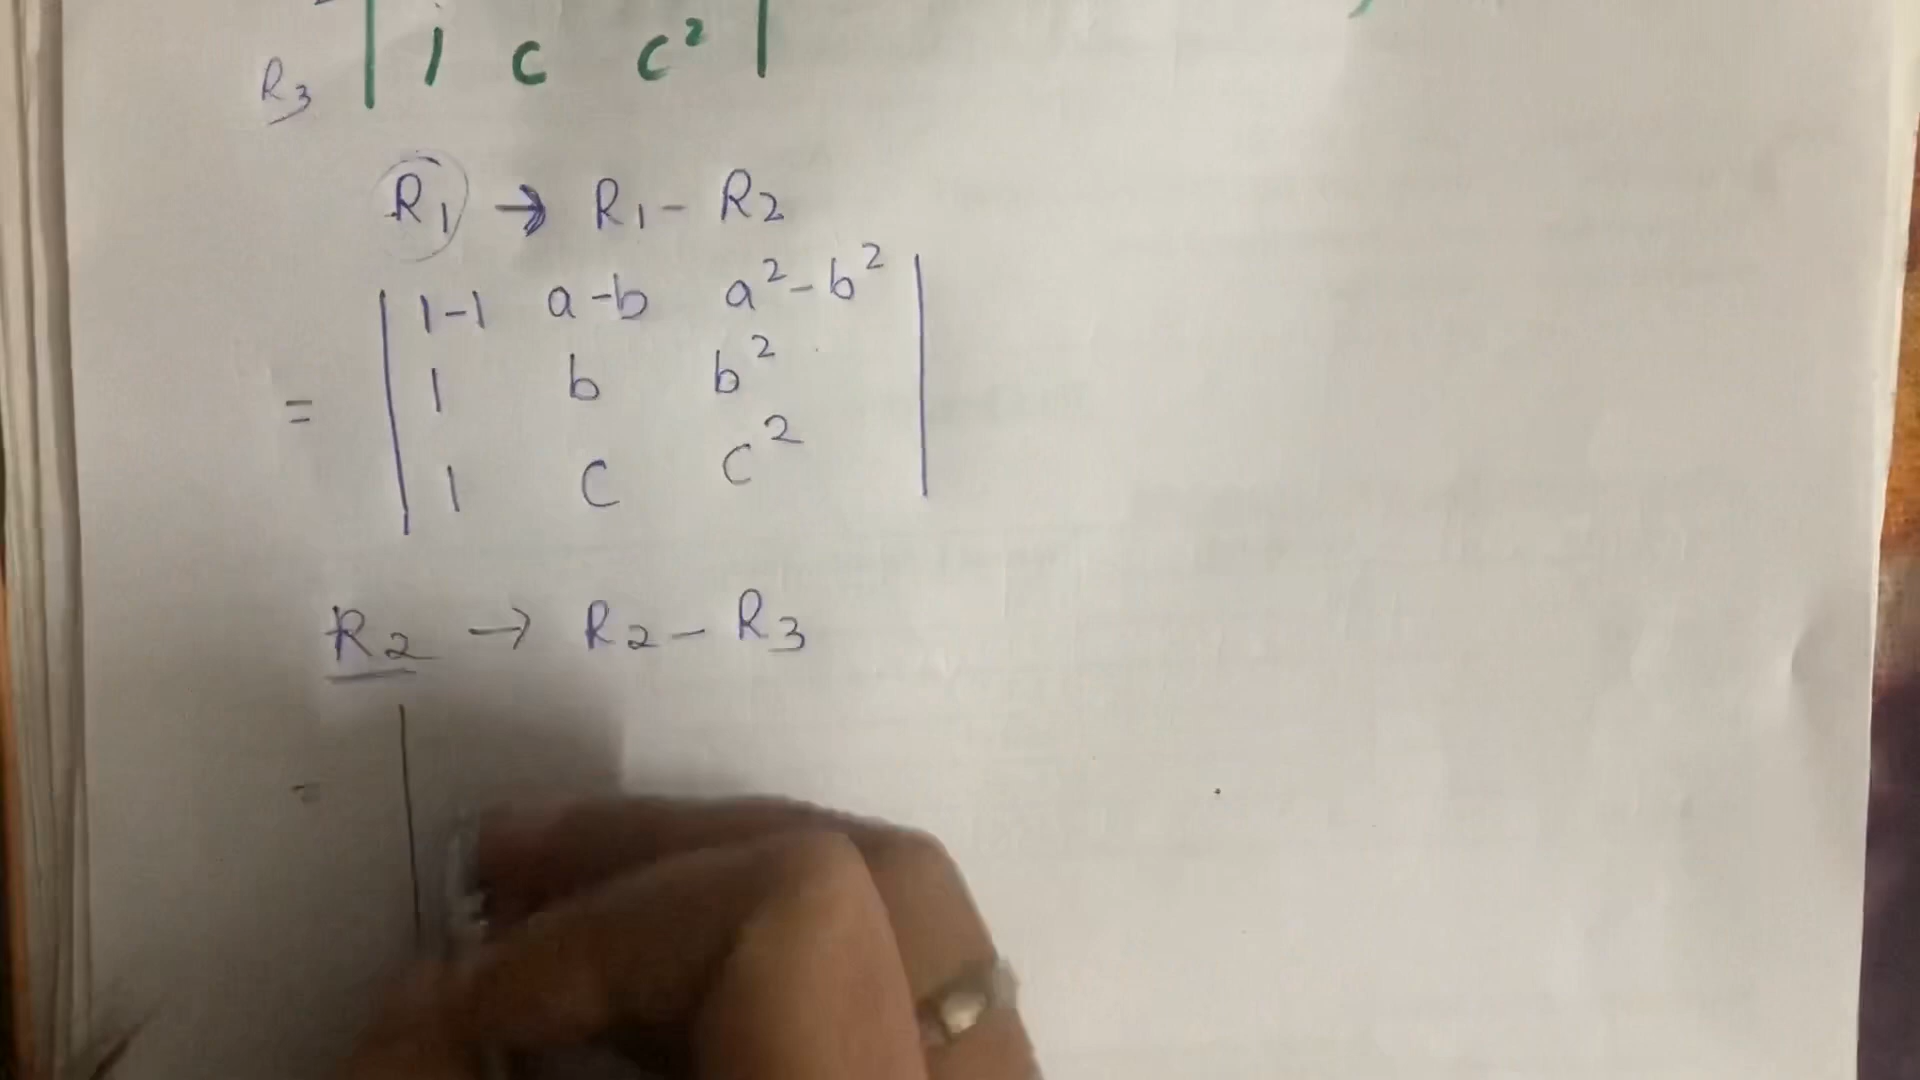 R3 | 1 c c² |
R1 → R1 - R2
| 1-1 a-b a²-b² |
| 1 b b² |
=
| 1 c c² |
R2 → R2 - R3
= |